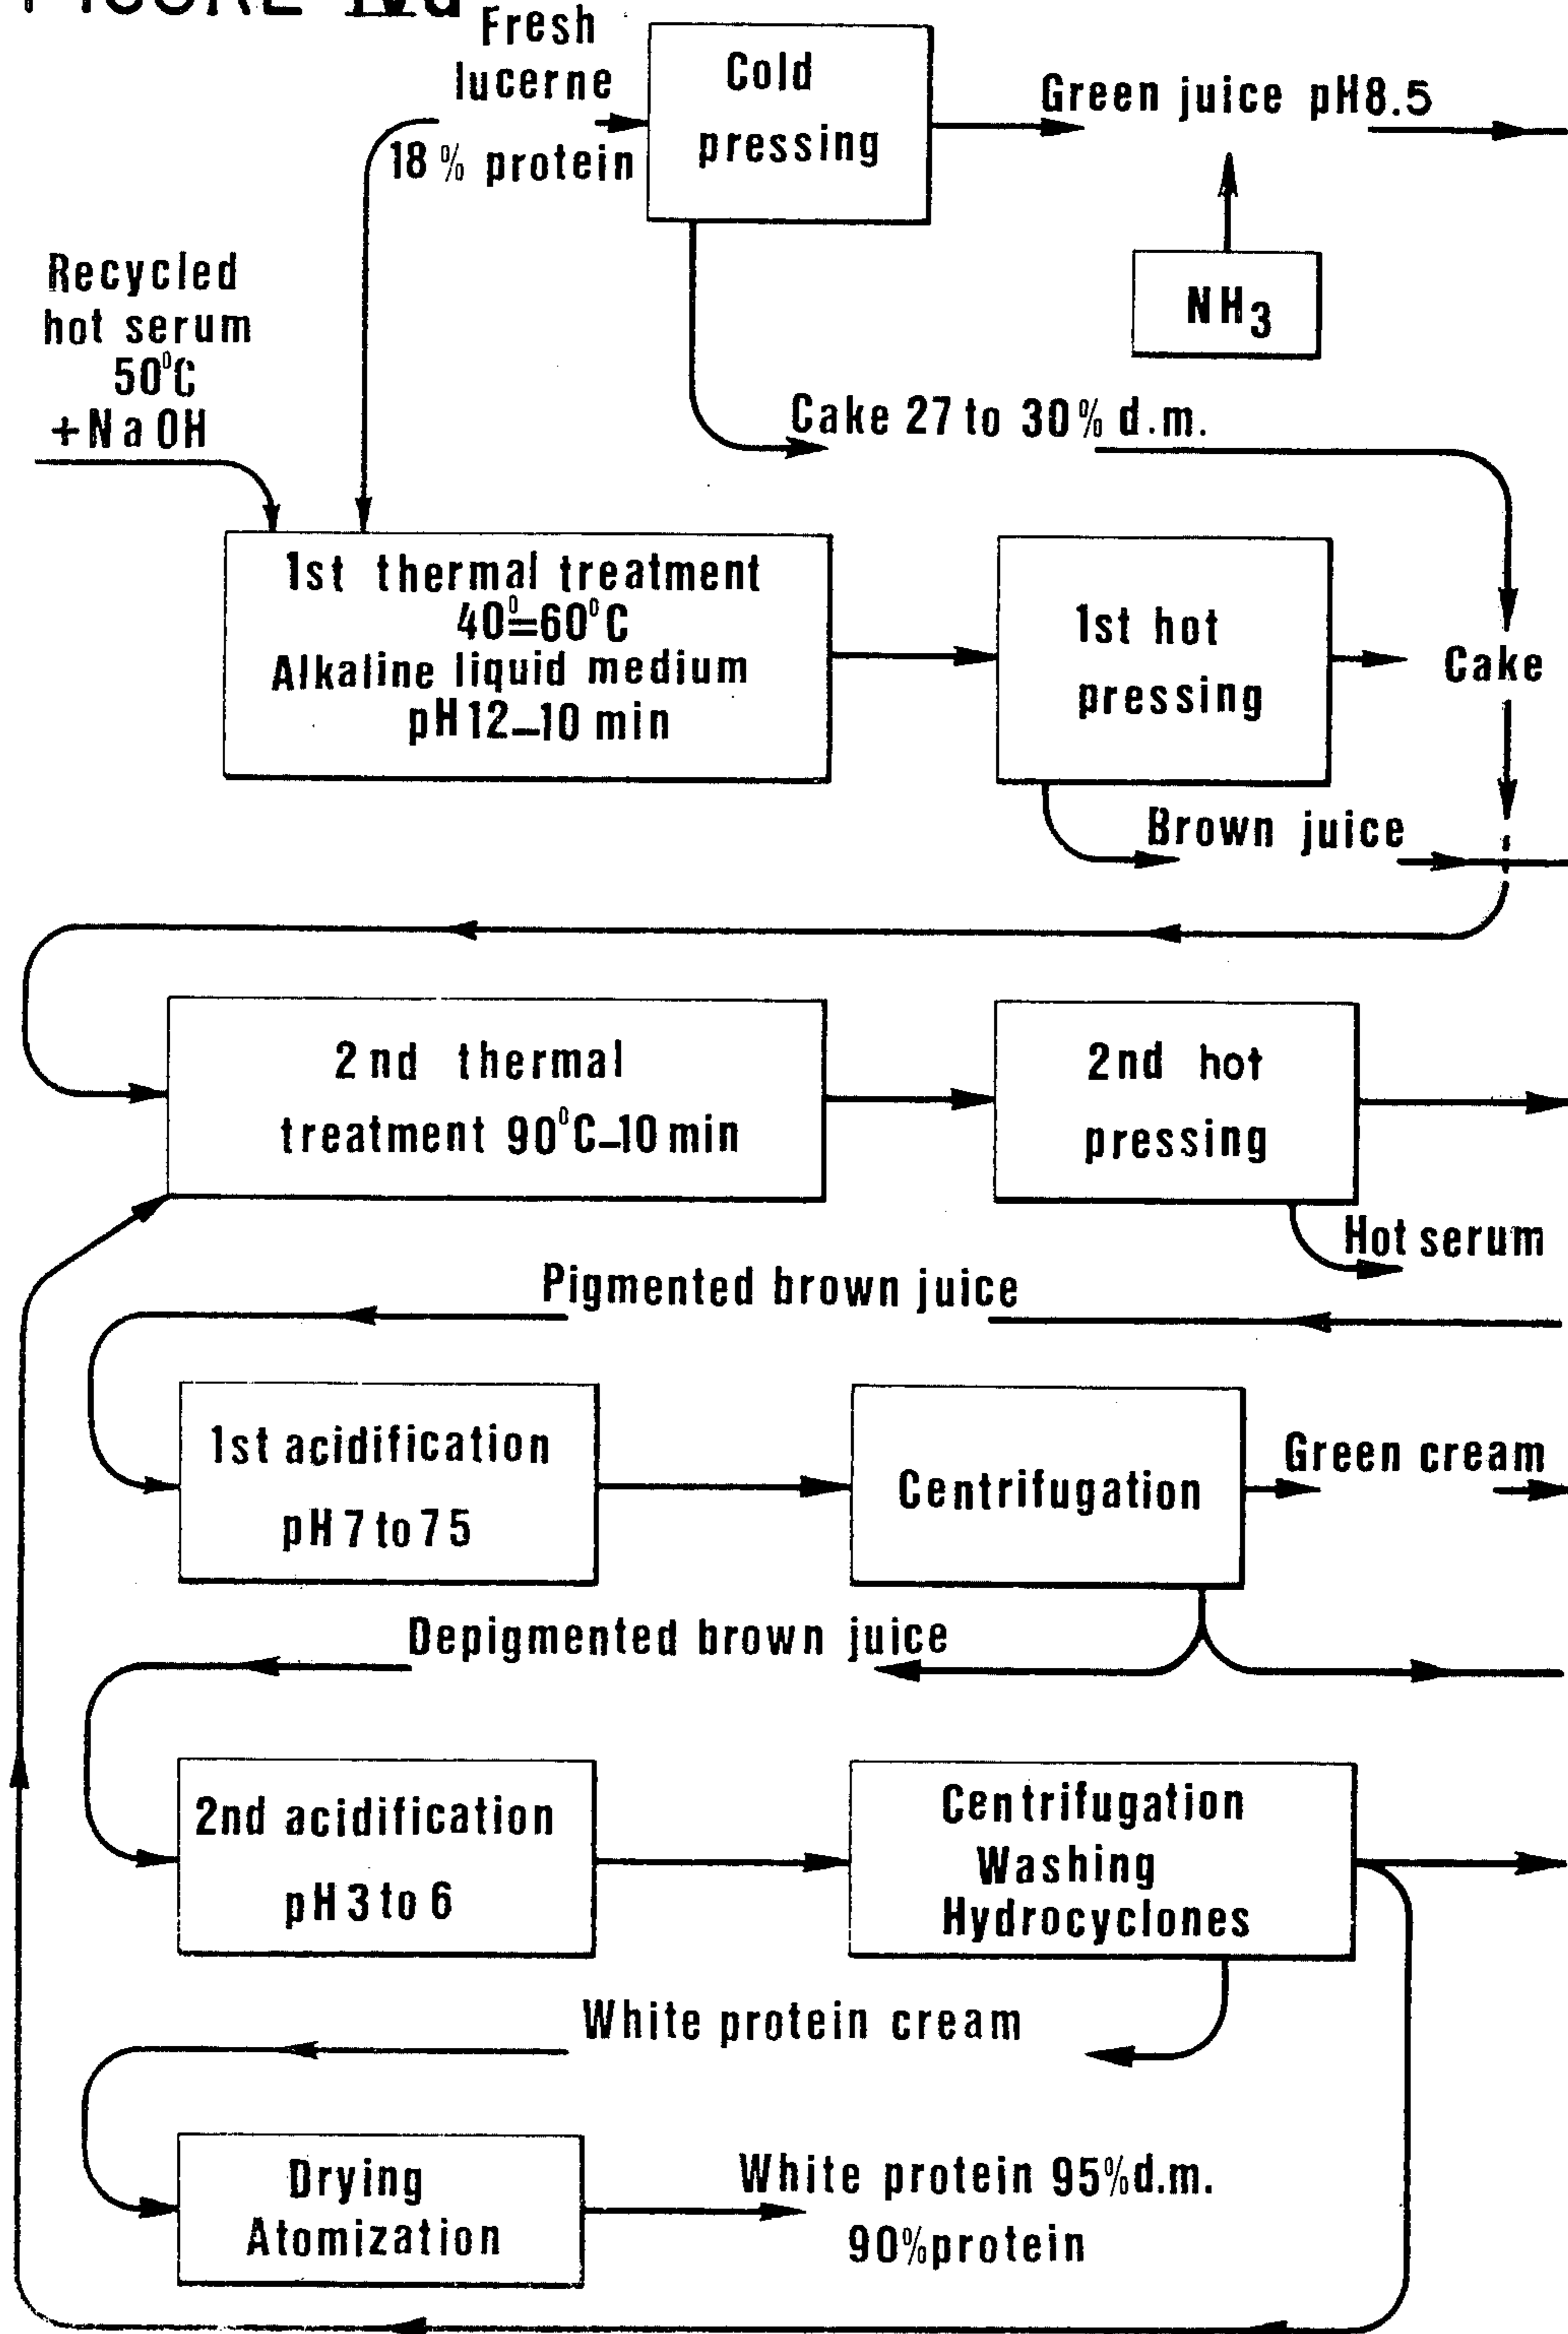 FIGURE IVa
Fresh
lucerne
18% protein
Cold
pressing
Green juice pH8.5
NH3
Recycled
hot serum
50°C
+NaOH
Cake 27 to 30% d.m.
1st thermal treatment
40°=60°C
Alkaline liquid medium
pH12-10 min
1st hot
pressing
Cake
Brown juice
2nd thermal
treatment 90°C-10 min
2nd hot
pressing
Hot serum
Pigmented brown juice
1st acidification
pH 7 to 75
Centrifugation
Green cream
Depigmented brown juice
2nd acidification
pH 3 to 6
Centrifugation
Washing
Hydrocyclones
White protein cream
Drying
Atomization
White protein 95%d.m.
90%protein